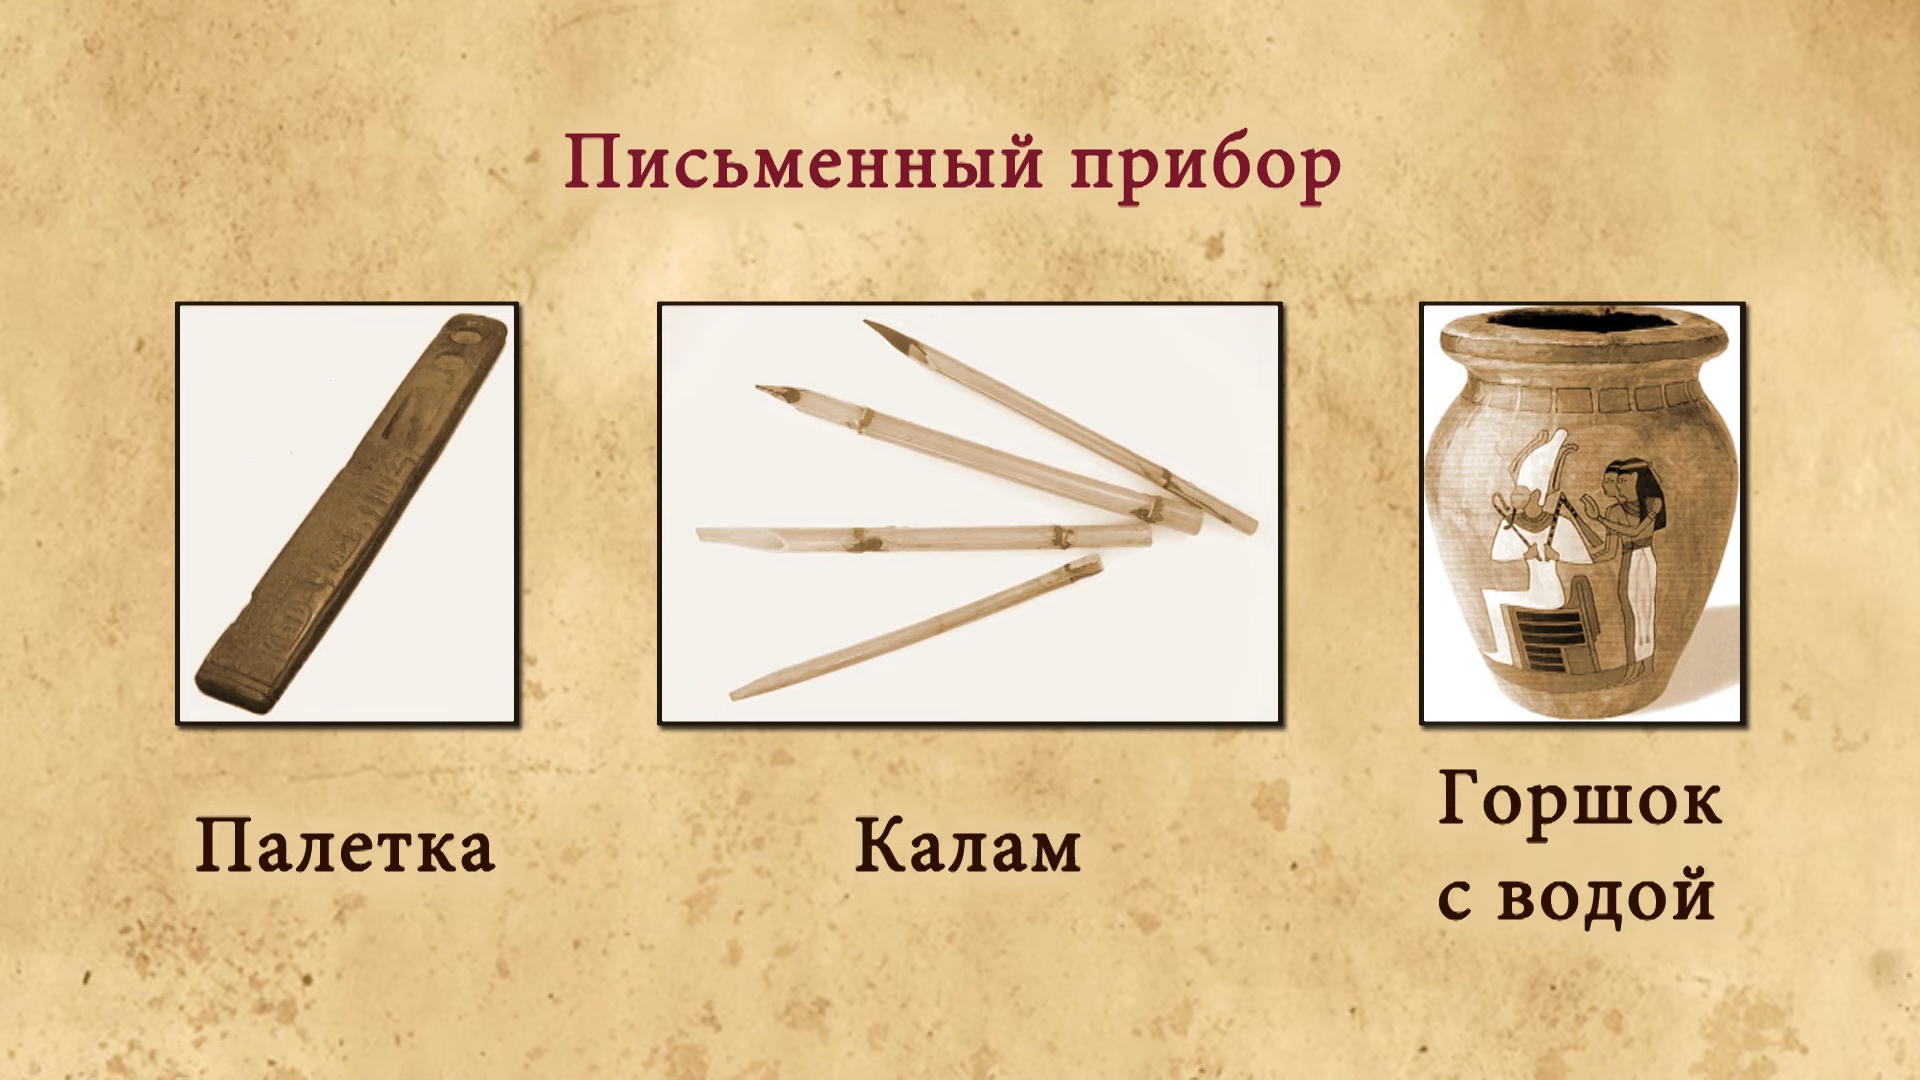 Письменный прибор
Палетка
Калам
Горшок
с водой